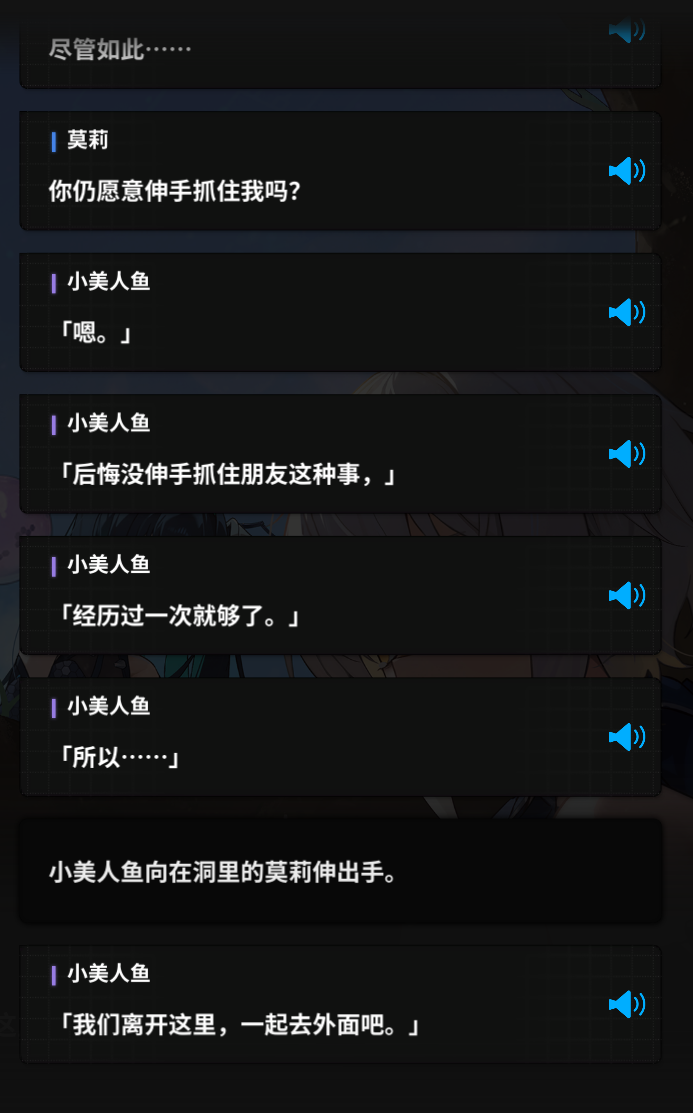 尽管如此……
莫莉
你仍愿意伸手抓住我吗？
小美人鱼
「嗯。」
小美人鱼
「后悔没伸手抓住朋友这种事，」
小美人鱼
「经历过一次就够了。」
小美人鱼
「所以……」
小美人鱼向在洞里的莫莉伸出手。
小美人鱼
「我们离开这里，一起去外面吧。」